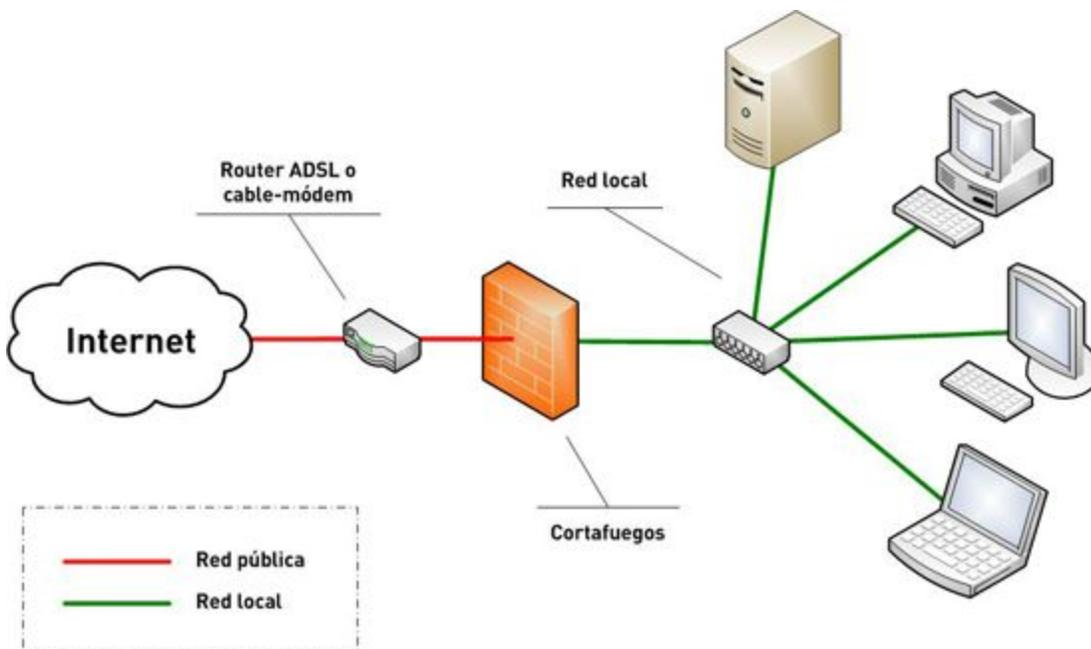 Router ADSL o
cable-módem
Red local
Internet
Cortafuegos
Red pública
Red local